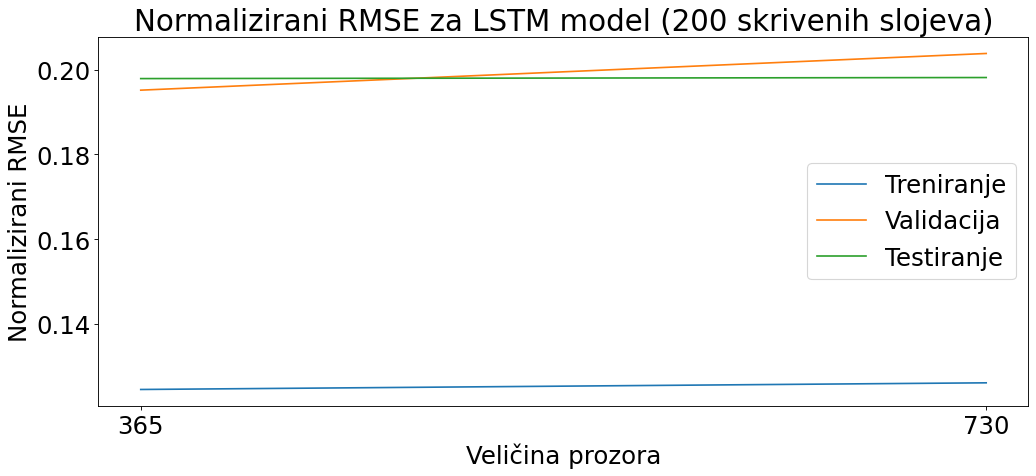 Normalizirani RMSE za LSTM model (200 skrivenih slojeva)
Normalizirani RMSE
0.20
0.18
0.16
0.14
Treniranje
Validacija
Testiranje
365
730
Veličina prozora